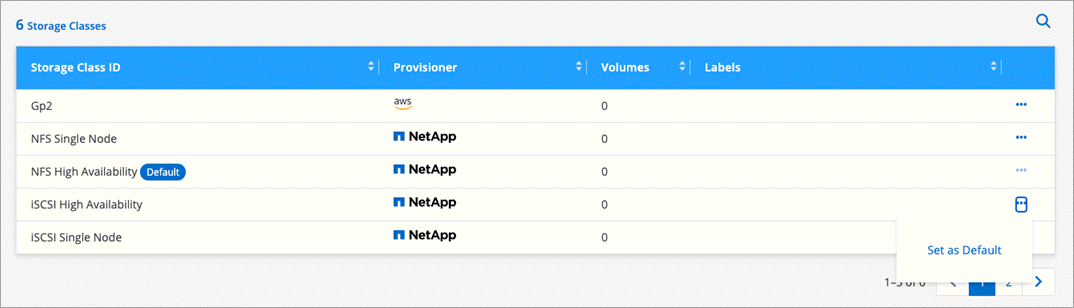 6 Storage Classes
Storage Class ID Provisioner Volumes Labels
Gp2 aws 0
NFS Single Node NetApp 0
NFS High Availability Default NetApp 0
iSCSI High Availability NetApp 0
iSCSI Single Node NetApp 0
Set as Default
1–5 of 6 1 2